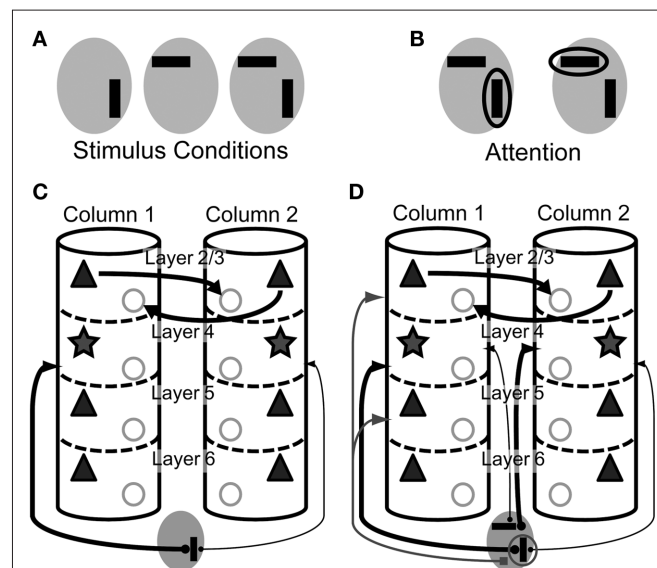 A
B
Stimulus Conditions
Attention
C
D
Column 1 Column 2
Layer 2/3
Layer 4
Layer 5
Layer 6
Column 1 Column 2
Layer 2/3
Layer 4
Layer 5
Layer 6